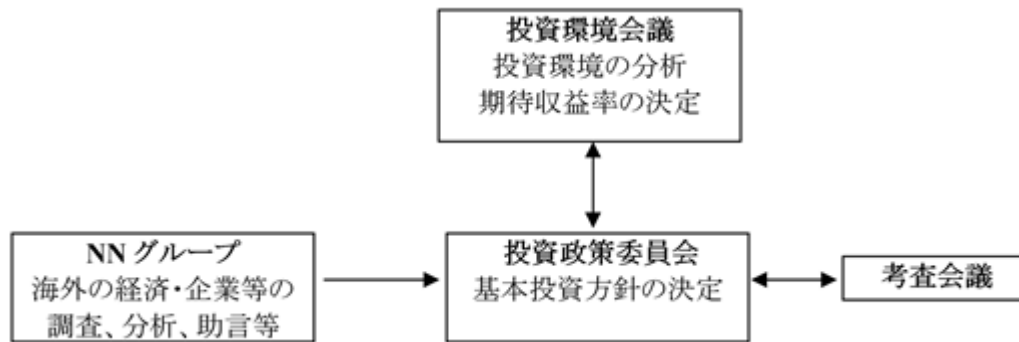 投資環境会議
投資環境の分析
期待収益率の決定
NN グループ
海外の経済・企業等の
調査、分析、助言等
投資政策委員会
基本投資方針の決定
考査会議